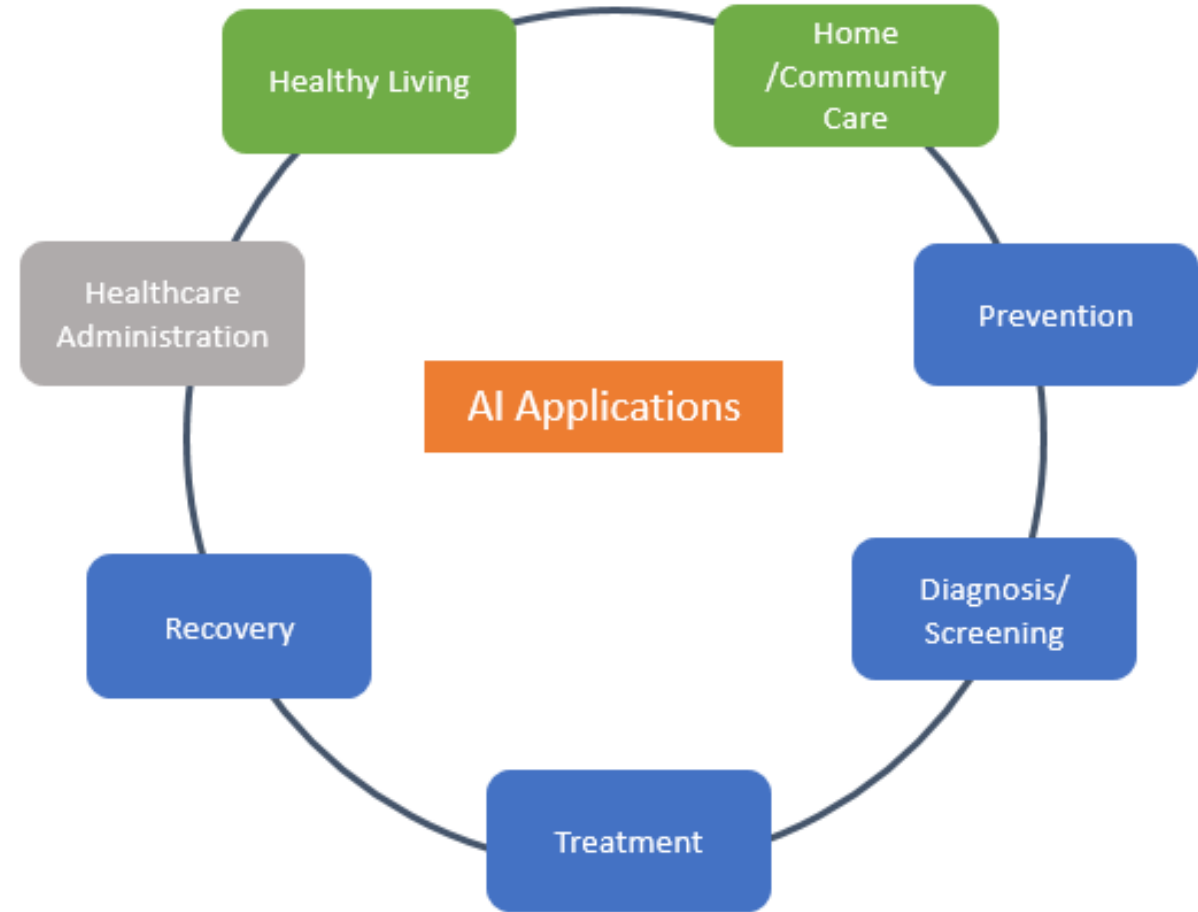 Healthy Living
Home
/Community
Care
Healthcare
Administration
Prevention
AI Applications
Diagnosis/
Screening
Recovery
Treatment